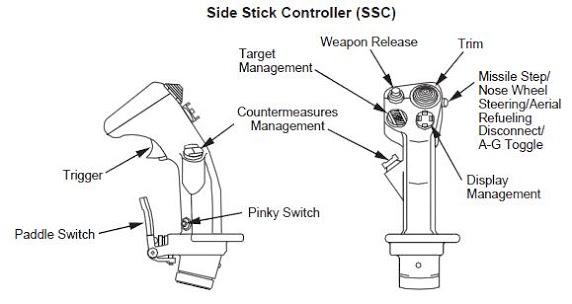 Side Stick Controller (SSC)
Weapon Release
Trim
Target
Management
Missile Step/
Nose Wheel
Steering/Aerial
Refueling
Disconnect/
A-G Toggle
Countermeasures
Management
Trigger
Display
Management
Pinky Switch
Paddle Switch